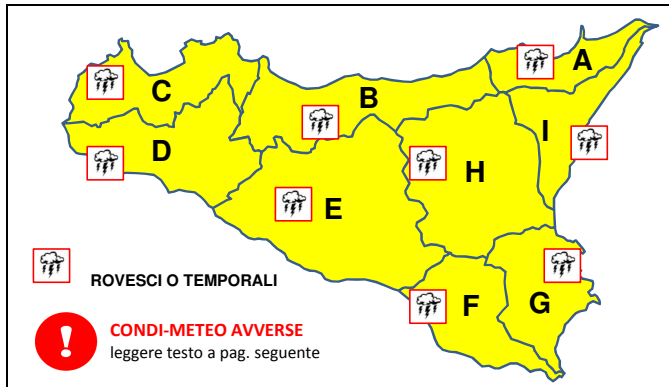 A
C
B
I
D
H
E
F
G
ROVESCI O TEMPORALI
!
CONDI-METEO AVVERSE
leggere testo a pag. seguente